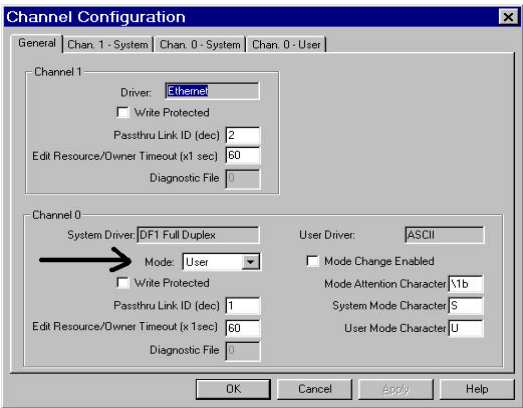 Channel Configuration
General Chan. 1 - System Chan. 0 - System Chan. 0 - User
Channel 1
Driver: Ethernet
Write Protected
Passthru Link ID (dec) 2
Edit Resource/Owner Timeout (x1 sec) 60
Diagnostic File 0
Channel 0
System Driver: DF1 Full Duplex User Driver: ASCII
Mode: User Mode Change Enabled
Write Protected Mode Attention Character \1b
Passthru Link ID (dec) 1 System Mode Character S
Edit Resource/Owner Timeout (x 1sec) 60 User Mode Character U
Diagnostic File 0
OK Cancel Apply Help